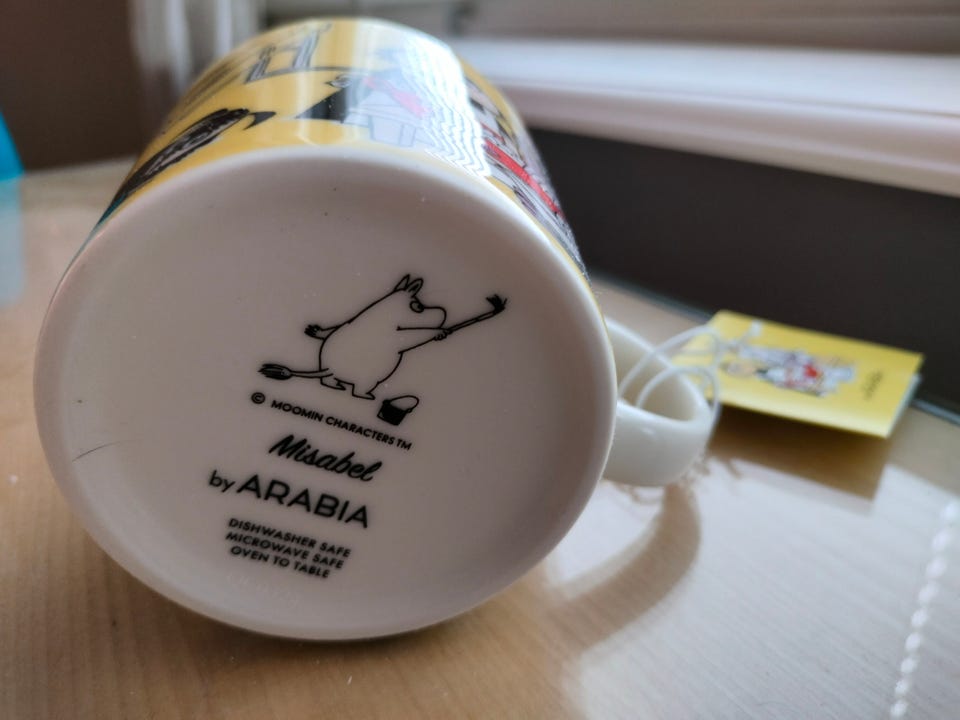 © MOOMIN CHARACTERS™
Misabel
by ARABIA
DISHWASHER SAFE
MICROWAVE SAFE
OVEN TO TABLE